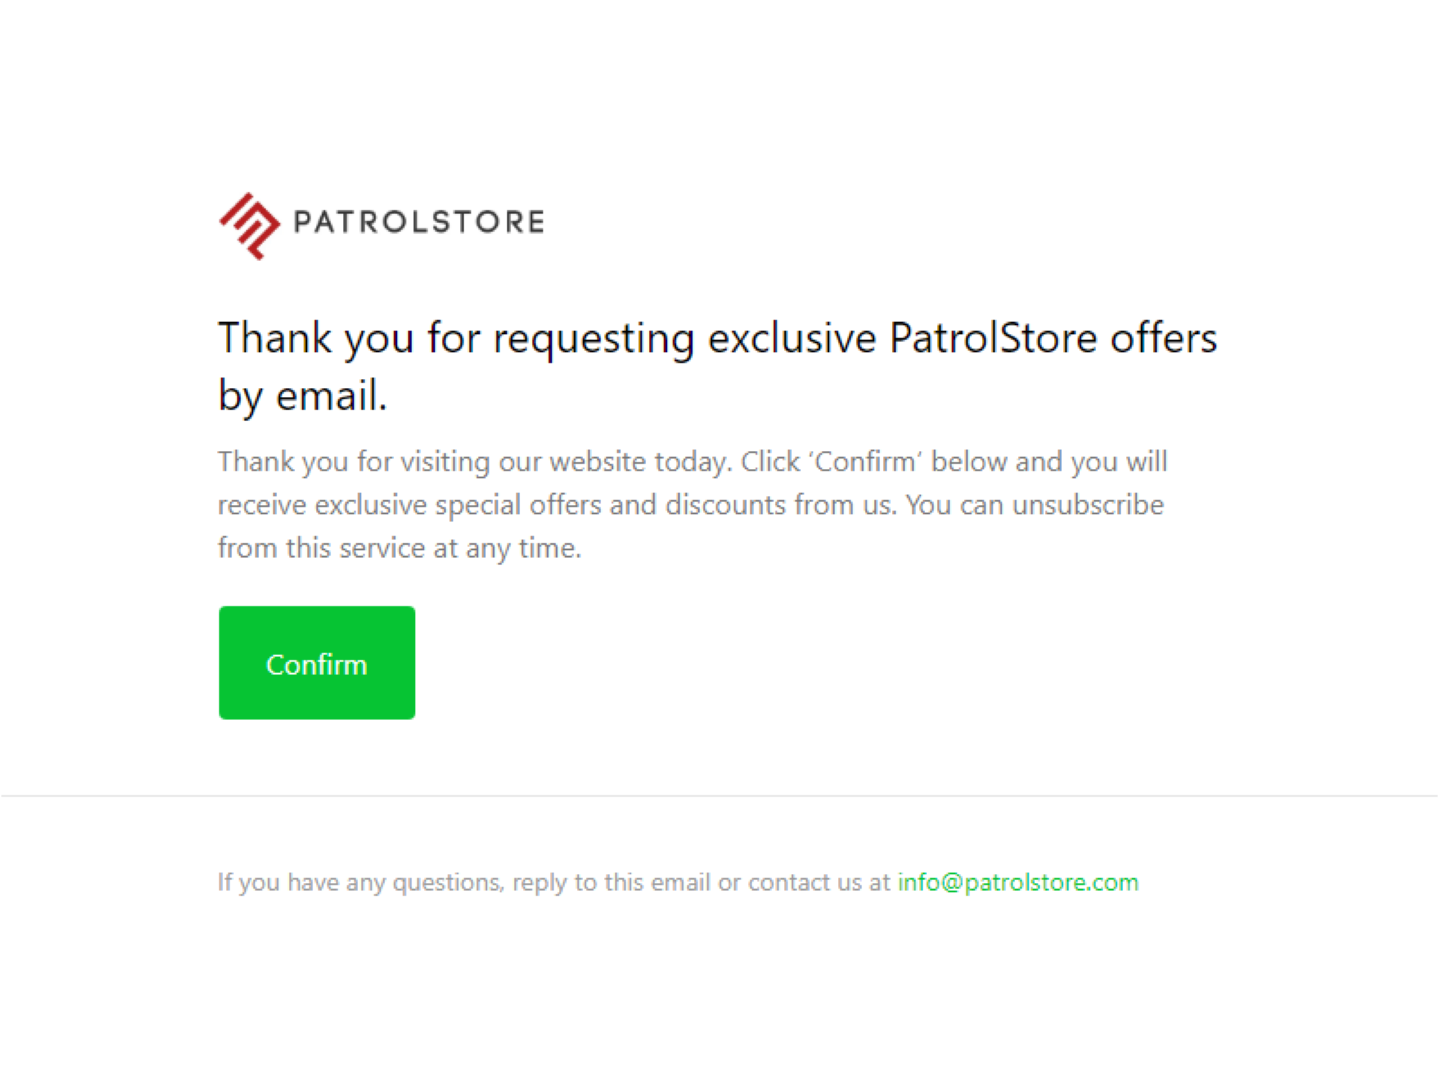 PATROLSTORE
Thank you for requesting exclusive PatrolStore offers
by email.
Thank you for visiting our website today. Click ‘Confirm’ below and you will
receive exclusive special offers and discounts from us. You can unsubscribe
from this service at any time.
Confirm
If you have any questions, reply to this email or contact us at info@patrolstore.com